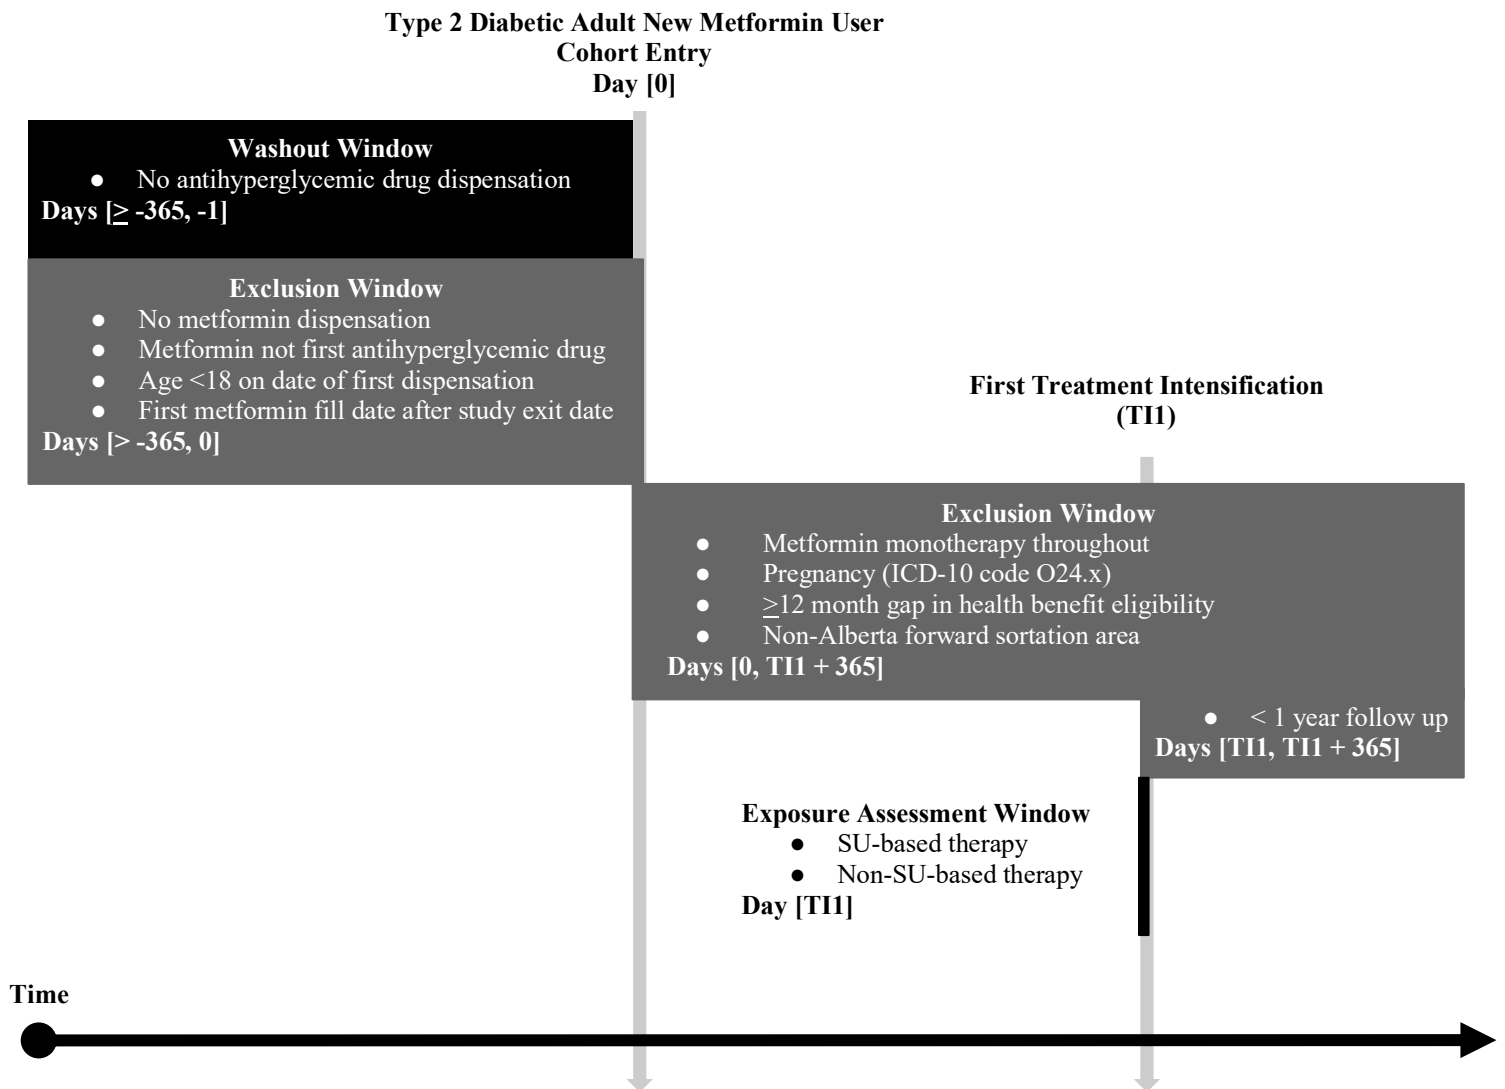 Type 2 Diabetic Adult New Metformin User
Cohort Entry
Day [0]
Washout Window
● No antihyperglycemic drug dispensation
Days [≥ -365, -1]
Exclusion Window
● No metformin dispensation
● Metformin not first antihyperglycemic drug
● Age <18 on date of first dispensation
● First metformin fill date after study exit date
Days [> -365, 0]
First Treatment Intensification
(TI1)
Exclusion Window
● Metformin monotherapy throughout
● Pregnancy (ICD-10 code O24.x)
● ≥12 month gap in health benefit eligibility
● Non-Alberta forward sortation area
Days [0, TI1 + 365]
● < 1 year follow up
Days [TI1, TI1 + 365]
Exposure Assessment Window
● SU-based therapy
● Non-SU-based therapy
Day [TI1]
Time